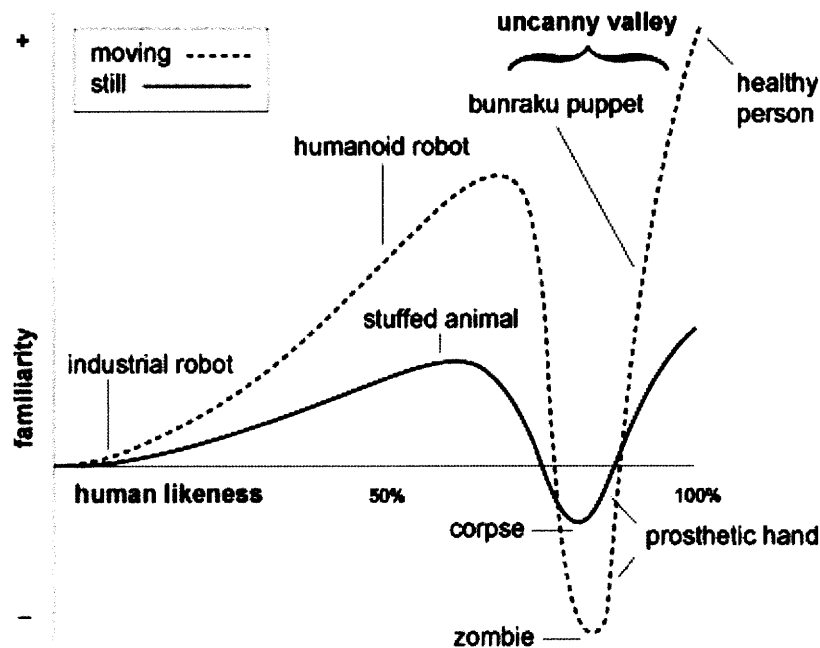 +
moving
still
uncanny valley
healthy
person
bunraku puppet
humanoid robot
stuffed animal
industrial robot
familiarity
human likeness
50%
100%
corpse
prosthetic hand
–
zombie